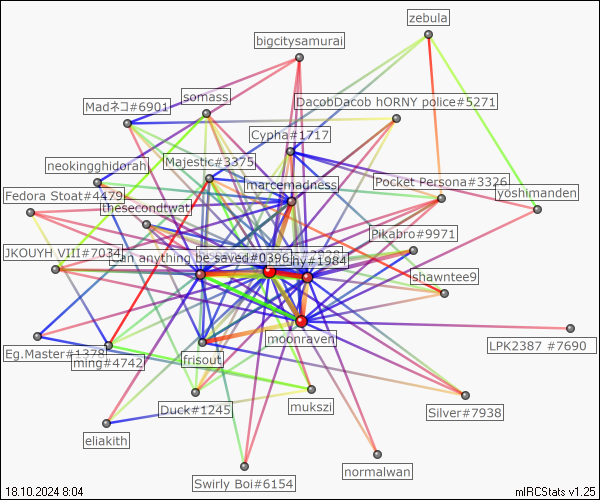 zebula
bigcitysamurai
somass
DacobDacob hORNY police#5271
Madネコ#6901
Cypha#1717
neokingghidorah
Majestic#3375
marcemadness
Pocket Persona#3326
Fedora Stoat#4479
yoshimanden
thesecondtwat
Pikabro#9971
JKOUYH VIII#7034
an anything be saved#0396
hy#1984
shawntee9
moonraven
LPK2387 #7690
Eg.Master#1378
ming#4742
frisout
Duck#1245
mukszi
Silver#7938
eliakith
normalwan
Swirly Boi#6154
18.10.2024 8:04
mIRCStats v1.25